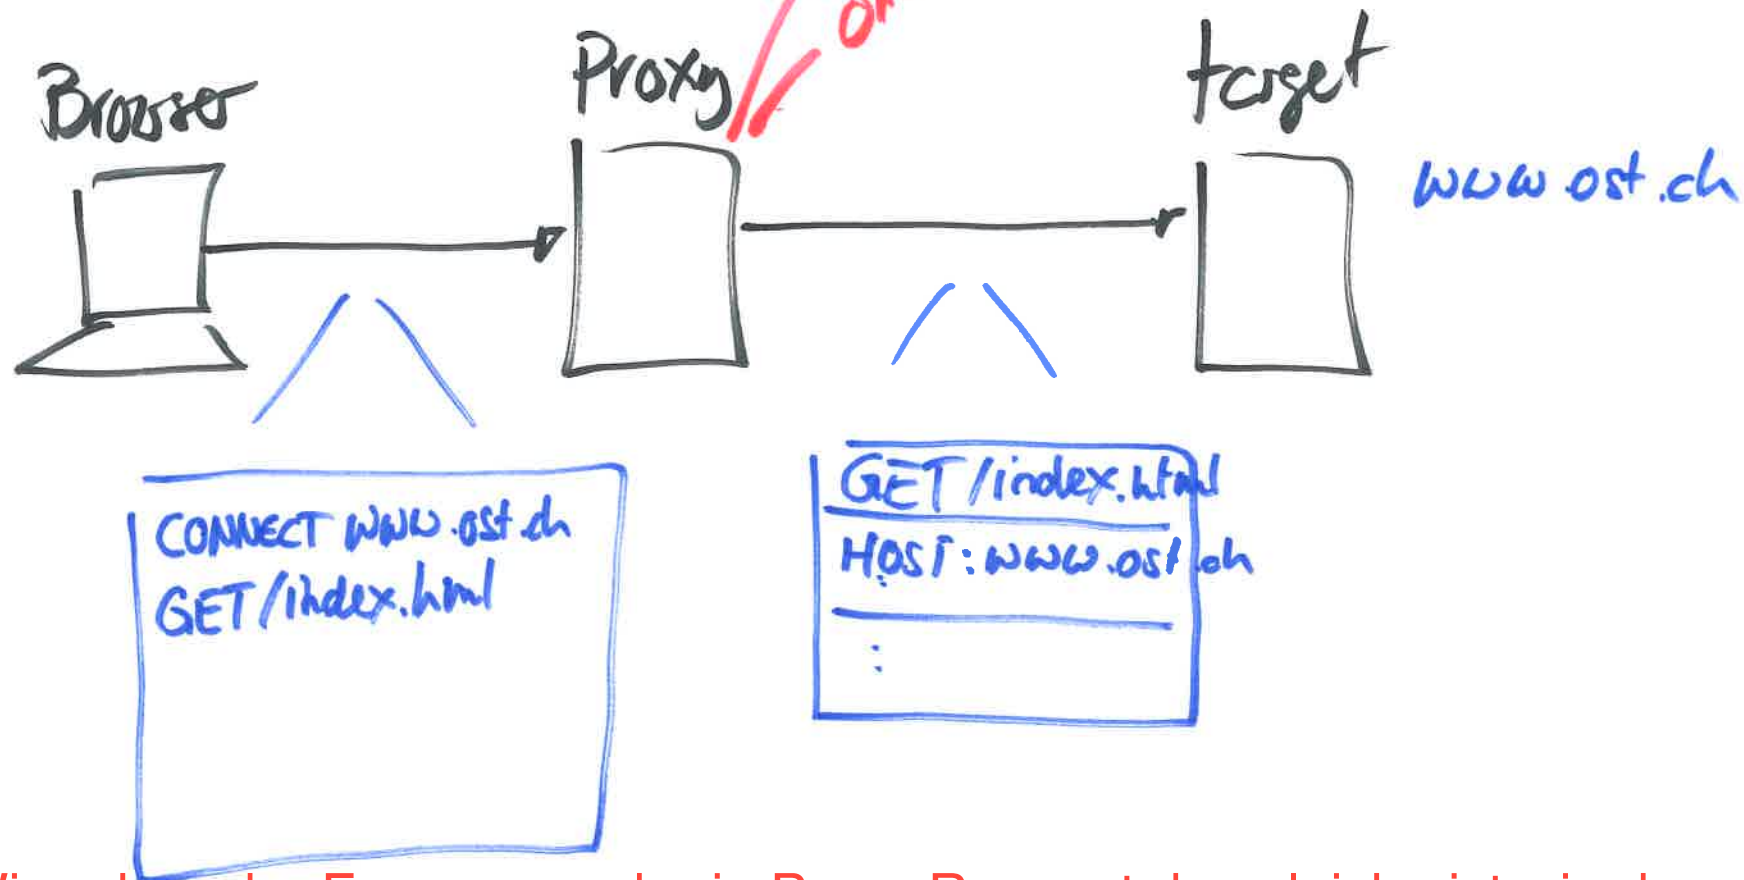 Browser
Proxy
or
target
www.ost.ch
CONNECT www.ost.ch
GET/index.html
GET/index.html
HOST:www.ost.ch
: